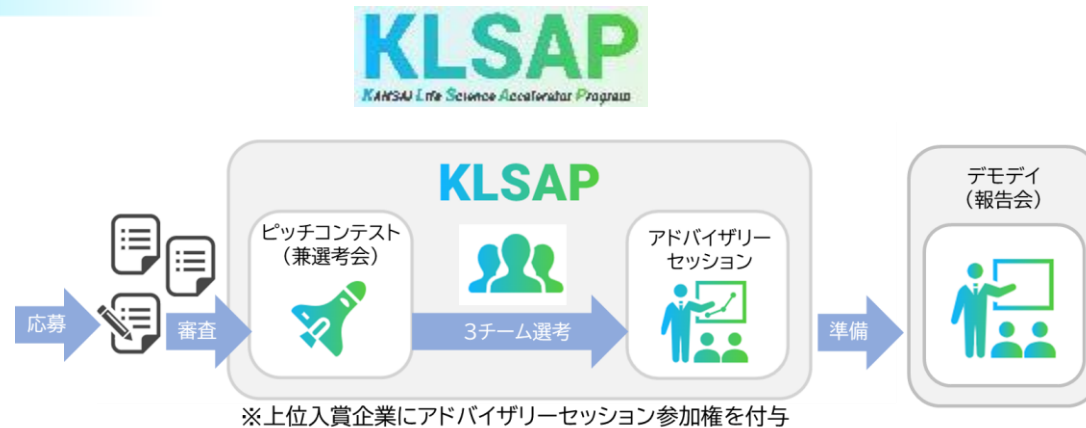 KLSAP
KANSAI Life Science Accelerator Program
KLSAP
デモデイ
（報告会）
ピッチコンテスト
（兼選考会）
アドバイザリー
セッション
応募
審査
3チーム選考
準備
※上位入賞企業にアドバイザリーセッション参加権を付与